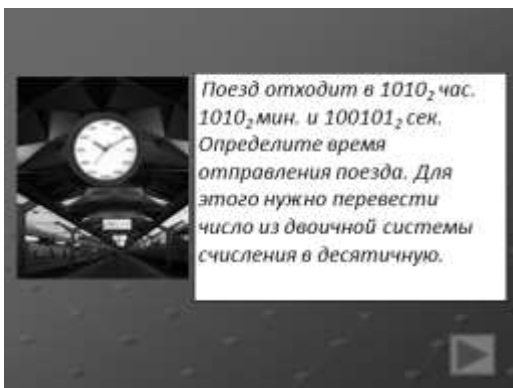 Поезд отходит в 1010₂ час.
1010₂ мин. и 100101₂ сек.
Определите время
отправления поезда. Для
этого нужно перевести
число из двоичной системы
счисления в десятичную.